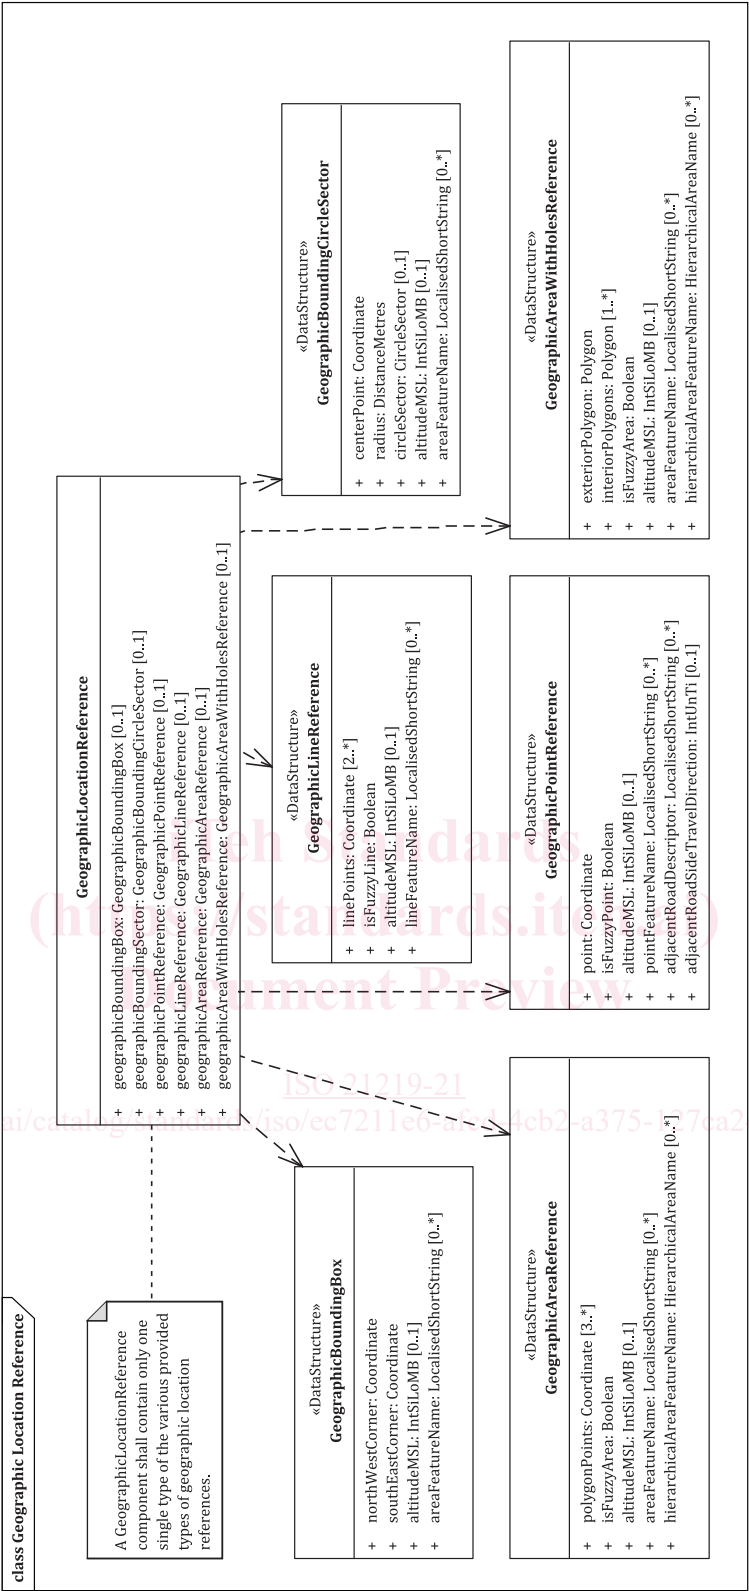 class Geographic Location Reference
A GeographicLocationReference
component shall contain only one
single type of the various provided
types of geographic location
references.
GeographicLocationReference
+ geographicBoundingBox: GeographicBoundingBox [0..1]
+ geographicBoundingSector: GeographicBoundingCircleSector [0..1]
+ geographicPointReference: GeographicPointReference [0..1]
+ geographicLineReference: GeographicLineReference [0..1]
+ geographicAreaReference: GeographicAreaReference [0..1]
+ geographicAreaWithHolesReference: GeographicAreaWithHolesReference [0..1]
«DataStructure»
GeographicBoundingBox
+ northWestCorner: Coordinate
+ southEastCorner: Coordinate
+ altitudeMSL: IntSiLoMB [0..1]
+ areaFeatureName: LocalisedShortString [0..*]
«DataStructure»
GeographicLineReference
+ linePoints: Coordinate [2..*]
+ isFuzzyLine: Boolean
+ altitudeMSL: IntSiLoMB [0..1]
+ lineFeatureName: LocalisedShortString [0..*]
«DataStructure»
GeographicBoundingCircleSector
+ centerPoint: Coordinate
+ radius: DistanceMetres
+ circleSector: CircleSector [0..1]
+ altitudeMSL: IntSiLoMB [0..1]
+ areaFeatureName: LocalisedShortString [0..*]
«DataStructure»
GeographicAreaReference
+ polygonPoints: Coordinate [3..*]
+ isFuzzyArea: Boolean
+ altitudeMSL: IntSiLoMB [0..1]
+ areaFeatureName: LocalisedShortString [0..*]
+ hierarchicalAreaFeatureName: HierarchicalAreaName [0..*]
«DataStructure»
GeographicPointReference
+ point: Coordinate
+ isFuzzyPoint: Boolean
+ altitudeMSL: IntSiLoMB [0..1]
+ pointFeatureName: LocalisedShortString [0..*]
+ adjacentRoadDescriptor: LocalisedShortString [0..*]
+ adjacentRoadSideTravelDirection: IntUnTi [0..1]
«DataStructure»
GeographicAreaWithHolesReference
+ exteriorPolygon: Polygon
+ interiorPolygons: Polygon [1..*]
+ isFuzzyArea: Boolean
+ altitudeMSL: IntSiLoMB [0..1]
+ areaFeatureName: LocalisedShortString [0..*]
+ hierarchicalAreaFeatureName: HierarchicalAreaName [0..*]
iTeh Standards
Document Preview
ISO 21219-21